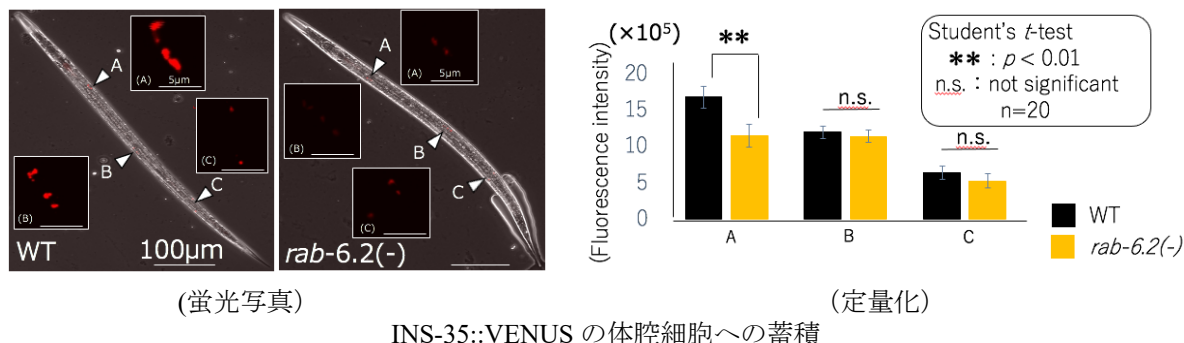 A
(A)
5μm
(C)
B
(B)
C
WT
100μm
A
(A)
5μm
(B)
B
C
(C)
rab-6.2(-)
(Fluorescence intensity)
(×10⁵)
20
15
10
5
0
**
n.s.
n.s.
A
B
C
Student's t-test
** : p < 0.01
n.s. : not significant
n=20
WT
rab-6.2(-)
(蛍光写真)
(定量化)
INS-35::VENUS の体腔細胞への蓄積